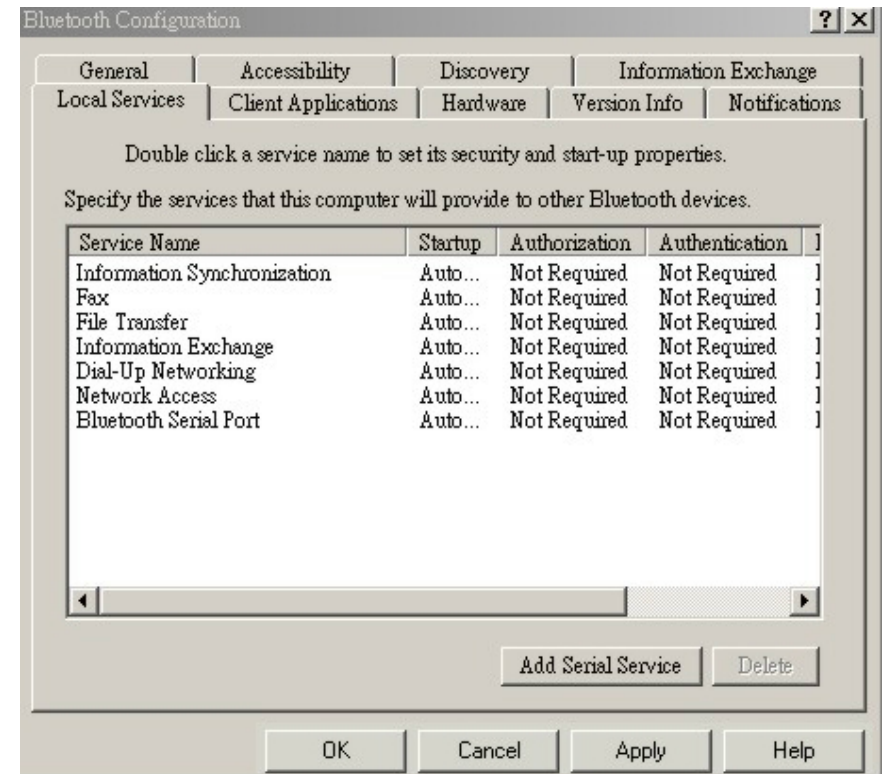 Bluetooth Configuration
? ×
General Accessibility Discovery Information Exchange
Local Services Client Applications Hardware Version Info Notifications
Double click a service name to set its security and start-up properties.
Specify the services that this computer will provide to other Bluetooth devices.
Service Name Startup Authorization Authentication
Information Synchronization Auto... Not Required Not Required
Fax Auto... Not Required Not Required
File Transfer Auto... Not Required Not Required
Information Exchange Auto... Not Required Not Required
Dial-Up Networking Auto... Not Required Not Required
Network Access Auto... Not Required Not Required
Bluetooth Serial Port Auto... Not Required Not Required
Add Serial Service Delete
OK Cancel Apply Help